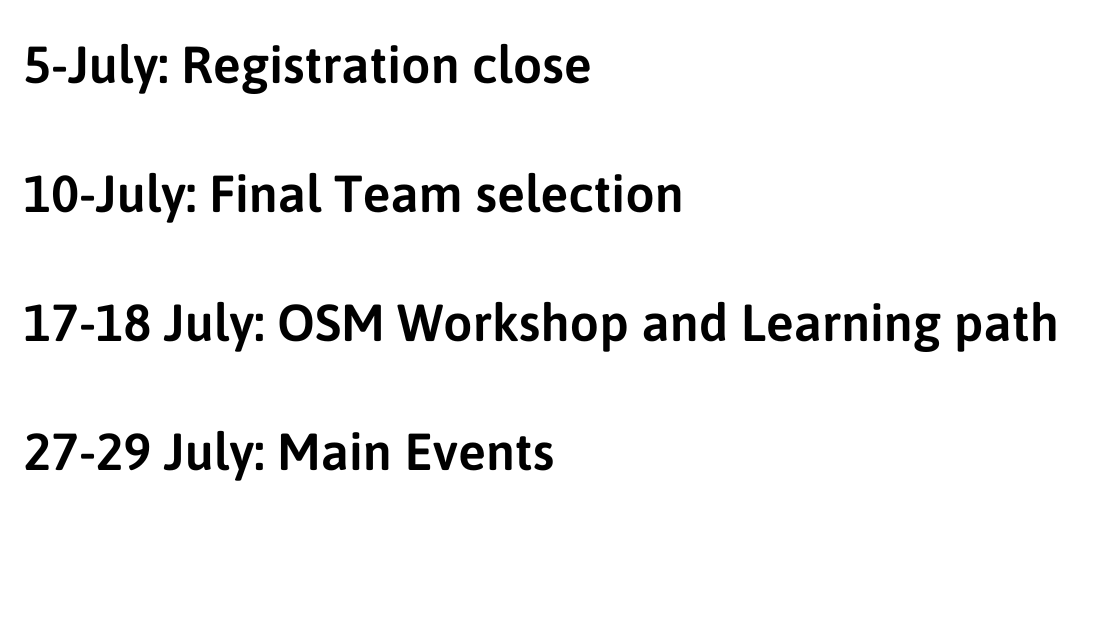 5-July: Registration close
10-July: Final Team selection
17-18 July: OSM Workshop and Learning path
27-29 July: Main Events